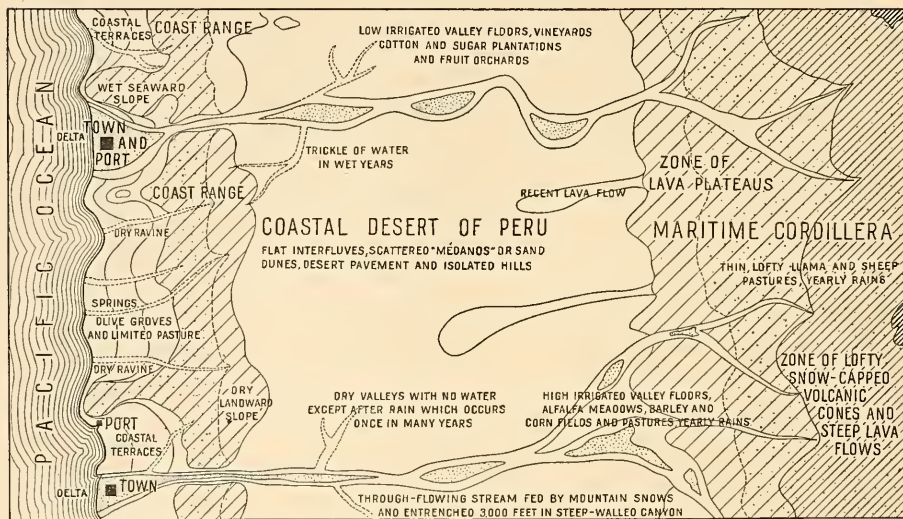 COASTAL
TERRACES
COAST RANGE
LOW IRRIGATED VALLEY FLOORS, VINEYARDS
COTTON AND SUGAR PLANTATIONS
AND FRUIT ORCHARDS
WET SEAWARD
SLOPE
PACIFIC OCEAN
DELTA
TOWN
AND
PORT
TRICKLE OF WATER
IN WET YEARS
ZONE OF
LAVA PLATEAUS
COAST RANGE
RECENT LAVA FLOW
DRY RAVINE
COASTAL DESERT OF PERU
FLAT INTERFLUVES, SCATTERED "MÉDANOS" OR SAND
DUNES, DESERT PAVEMENT AND ISOLATED HILLS
MARITIME CORDILLERA
THIN, LOFTY LLAMA AND SHEEP
PASTURES, YEARLY RAINS
SPRINGS
OLIVE GROVES
AND LIMITED PASTURE
DRY RAVINE
DRY
LANDWARD
SLOPE
DRY VALLEYS WITH NO WATER
EXCEPT AFTER RAIN WHICH OCCURS
ONCE IN MANY YEARS
HIGH IRRIGATED VALLEY FLOORS,
ALFALFA MEADOWS, BARLEY AND
CORN FIELDS AND PASTURES YEARLY RAINS
ZONE OF LOFTY
SNOW-CAPPED
VOLCANIC
CONES AND
STEEP LAVA
FLOWS
PORT
COASTAL
TERRACES
DELTA
TOWN
THROUGH-FLOWING STREAM FED BY MOUNTAIN SNOWS
AND ENTRENCHED 3,000 FEET IN STEEP-WALLED CANYON